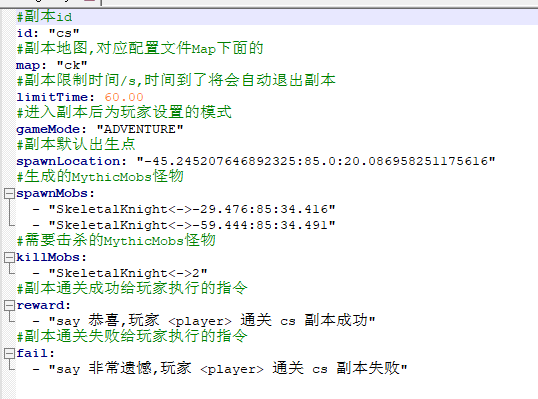 #副本id
id: "cs"
#副本地图,对应配置文件Map下面的
map: "ck"
#副本限制时间/s,时间到了将会自动退出副本
limitTime: 60.00
#进入副本后为玩家设置的模式
gameMode: "ADVENTURE"
#副本默认出生点
spawnLocation: "-45.245207646892325:85.0:20.086958251175616"
#生成的MythicMobs怪物
spawnMobs:
  - "SkeletalKnight<->-29.476:85:34.416"
  - "SkeletalKnight<->-59.444:85:34.491"
#需要击杀的MythicMobs怪物
killMobs:
  - "SkeletalKnight<->2"
#副本通关成功给玩家执行的指令
reward:
  - "say 恭喜,玩家 <player> 通关 cs 副本成功"
#副本通关失败给玩家执行的指令
fail:
  - "say 非常遗憾,玩家 <player> 通关 cs 副本失败"